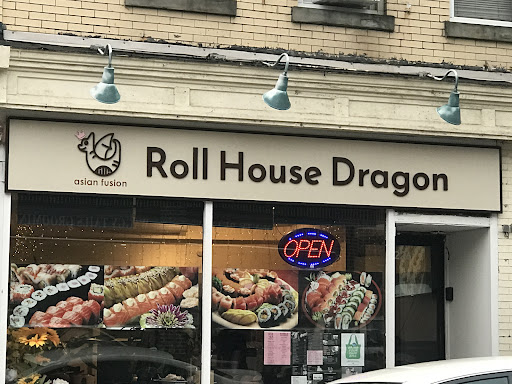 Roll House Dragon
asian fusion
OPEN